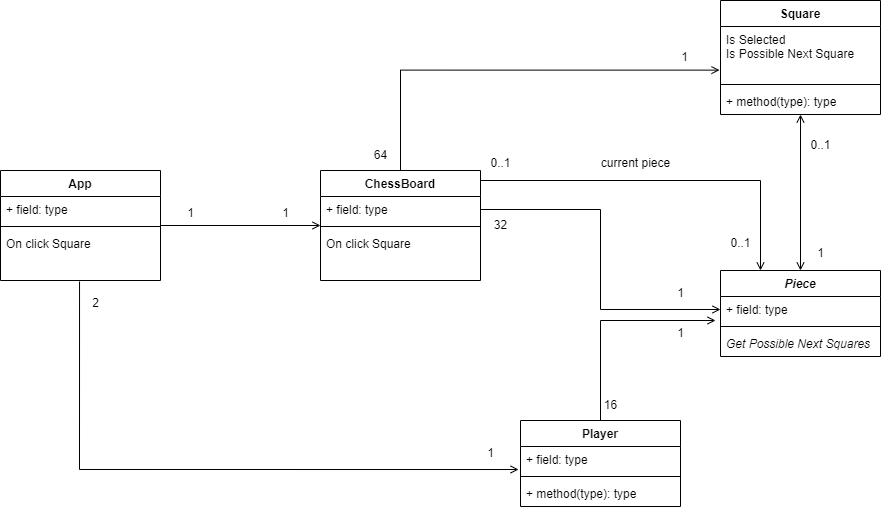 Square
Is Selected
Is Possible Next Square
+ method(type): type
1
64
0..1
current piece
0..1
App
+ field: type
On click Square
1
1
ChessBoard
+ field: type
On click Square
32
0..1
1
2
1
1
Piece
+ field: type
Get Possible Next Squares
16
1
Player
+ field: type
+ method(type): type